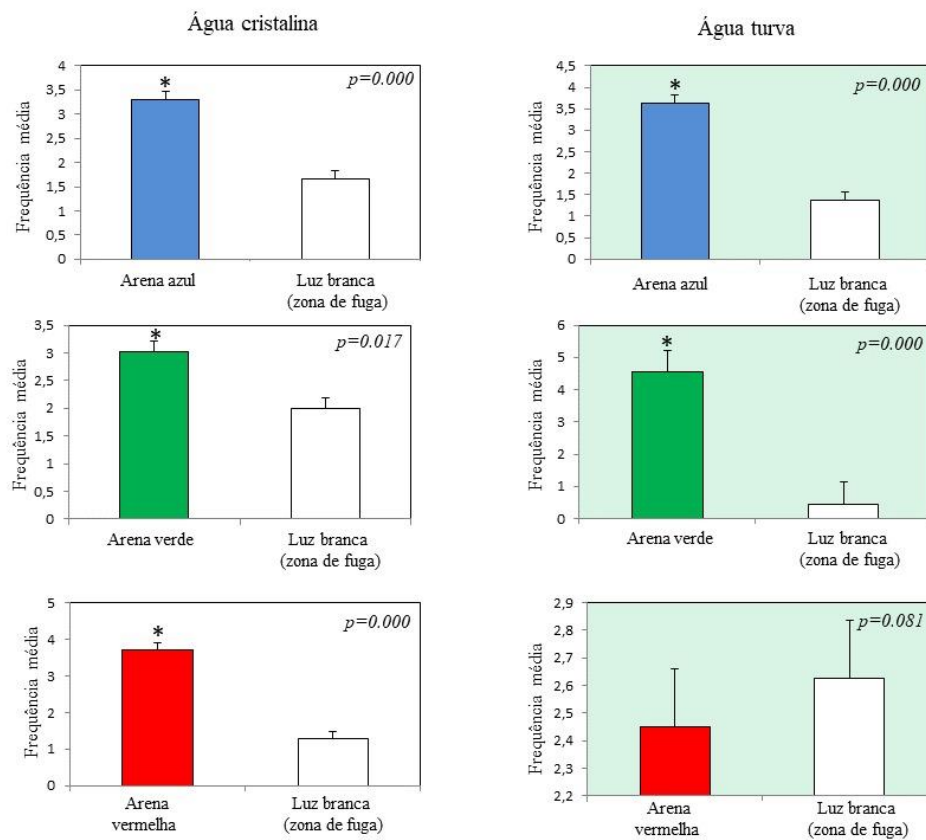 Água cristalina
Frequência média
4
3,5
3
2,5
2
1,5
1
0,5
0
*
p=0.000
Arena azul
Luz branca
(zona de fuga)
Água turva
Frequência média
4,5
4
3,5
3
2,5
2
1,5
1
0,5
0
*
p=0.000
Arena azul
Luz branca
(zona de fuga)
Frequência média
3,5
3
2,5
2
1,5
1
0,5
0
*
p=0.017
Arena verde
Luz branca
(zona de fuga)
Frequência média
6
5
4
3
2
1
0
*
p=0.000
Arena verde
Luz branca
(zona de fuga)
Frequência média
5
4
3
2
1
0
*
p=0.000
Arena
vermelha
Luz branca
(zona de fuga)
Frequência média
2,9
2,8
2,7
2,6
2,5
2,4
2,3
2,2
p=0.081
Arena
vermelha
Luz branca
(zona de fuga)